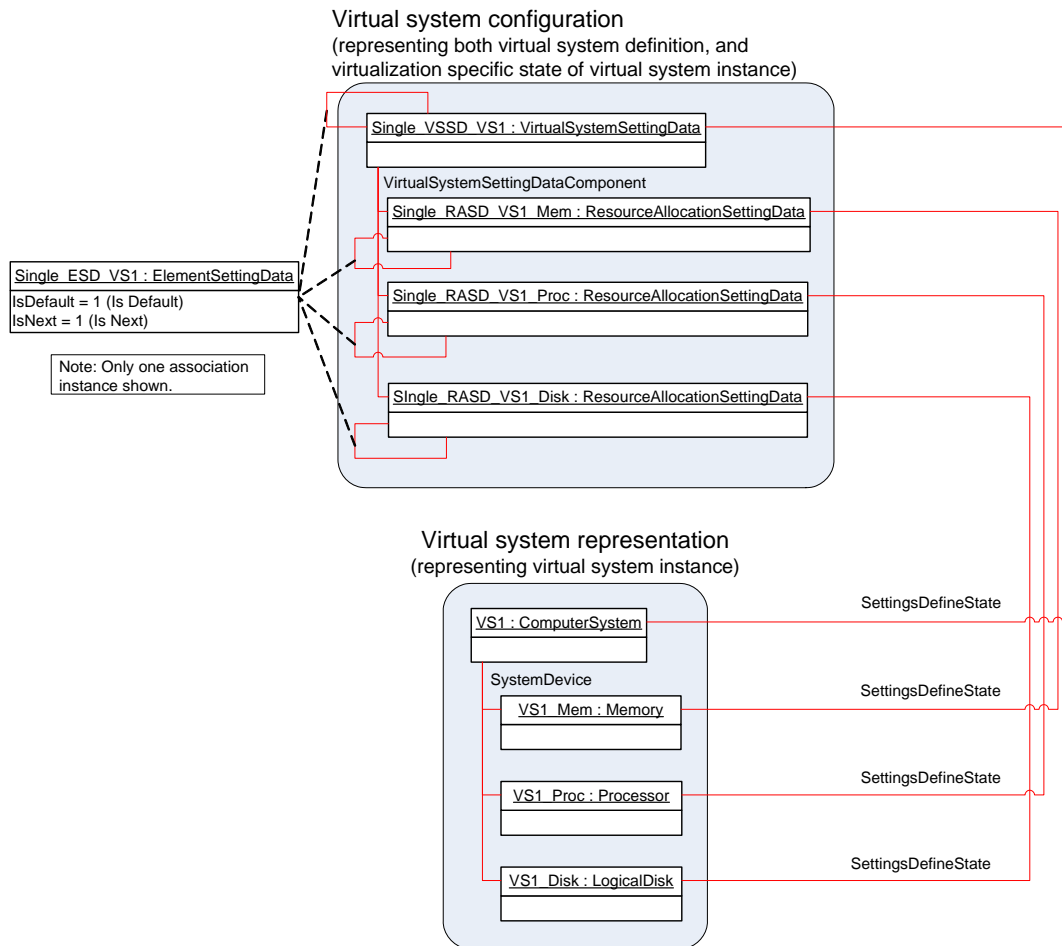 Virtual system configuration
(representing both virtual system definition, and
virtualization specific state of virtual system instance)
Single_VSSD_VS1 : VirtualSystemSettingData
VirtualSystemSettingDataComponent
Single_RASD_VS1_Mem : ResourceAllocationSettingData
Single_ESD_VS1 : ElementSettingData
IsDefault = 1 (Is Default)
IsNext = 1 (Is Next)
Single_RASD_VS1_Proc : ResourceAllocationSettingData
Note: Only one association
instance shown.
SIngle_RASD_VS1_Disk : ResourceAllocationSettingData
Virtual system representation
(representing virtual system instance)
VS1 : ComputerSystem
SettingsDefineState
SystemDevice
VS1_Mem : Memory
SettingsDefineState
VS1_Proc : Processor
SettingsDefineState
VS1_Disk : LogicalDisk
SettingsDefineState